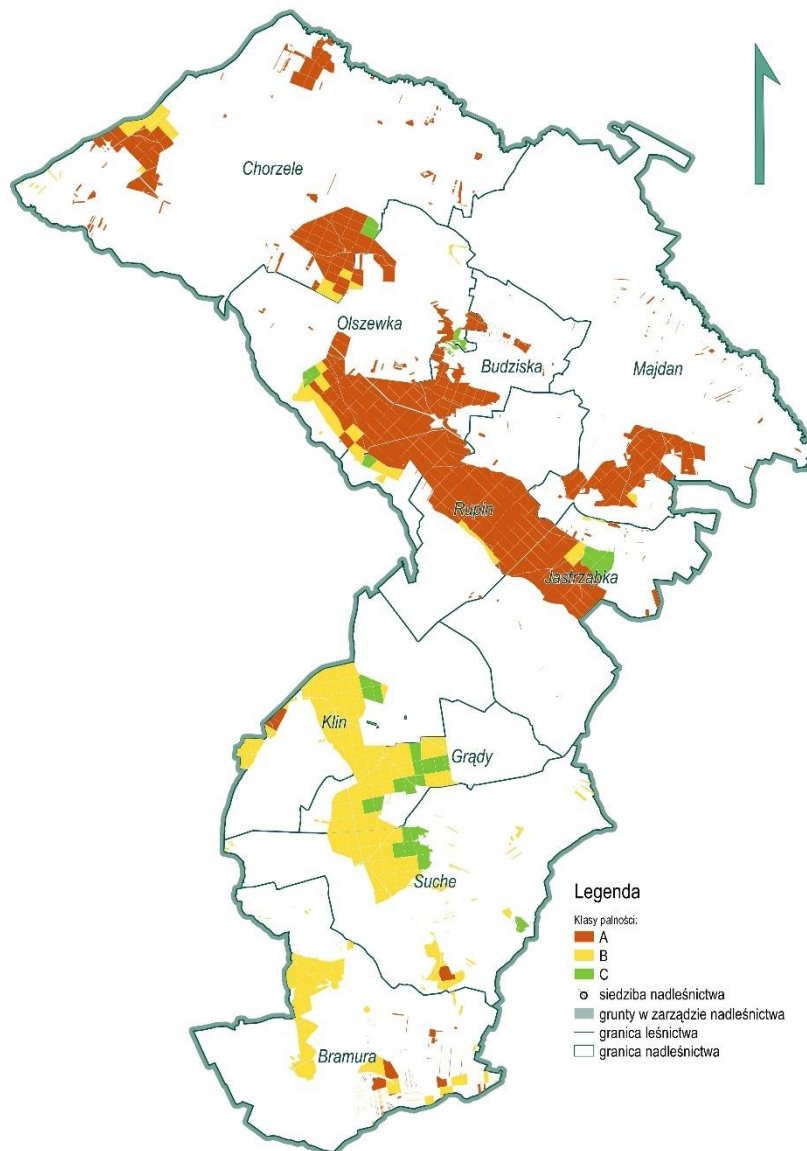 Chorzele
Olszewka
Budziska
Majdan
Rupin
Jastrząbka
Klin
Grądy
Suche
Bramura
Legenda
Klasy palności:
A
B
C
siedziba nadleśnictwa
grunty w zarządzie nadleśnictwa
granica leśnictwa
granica nadleśnictwa